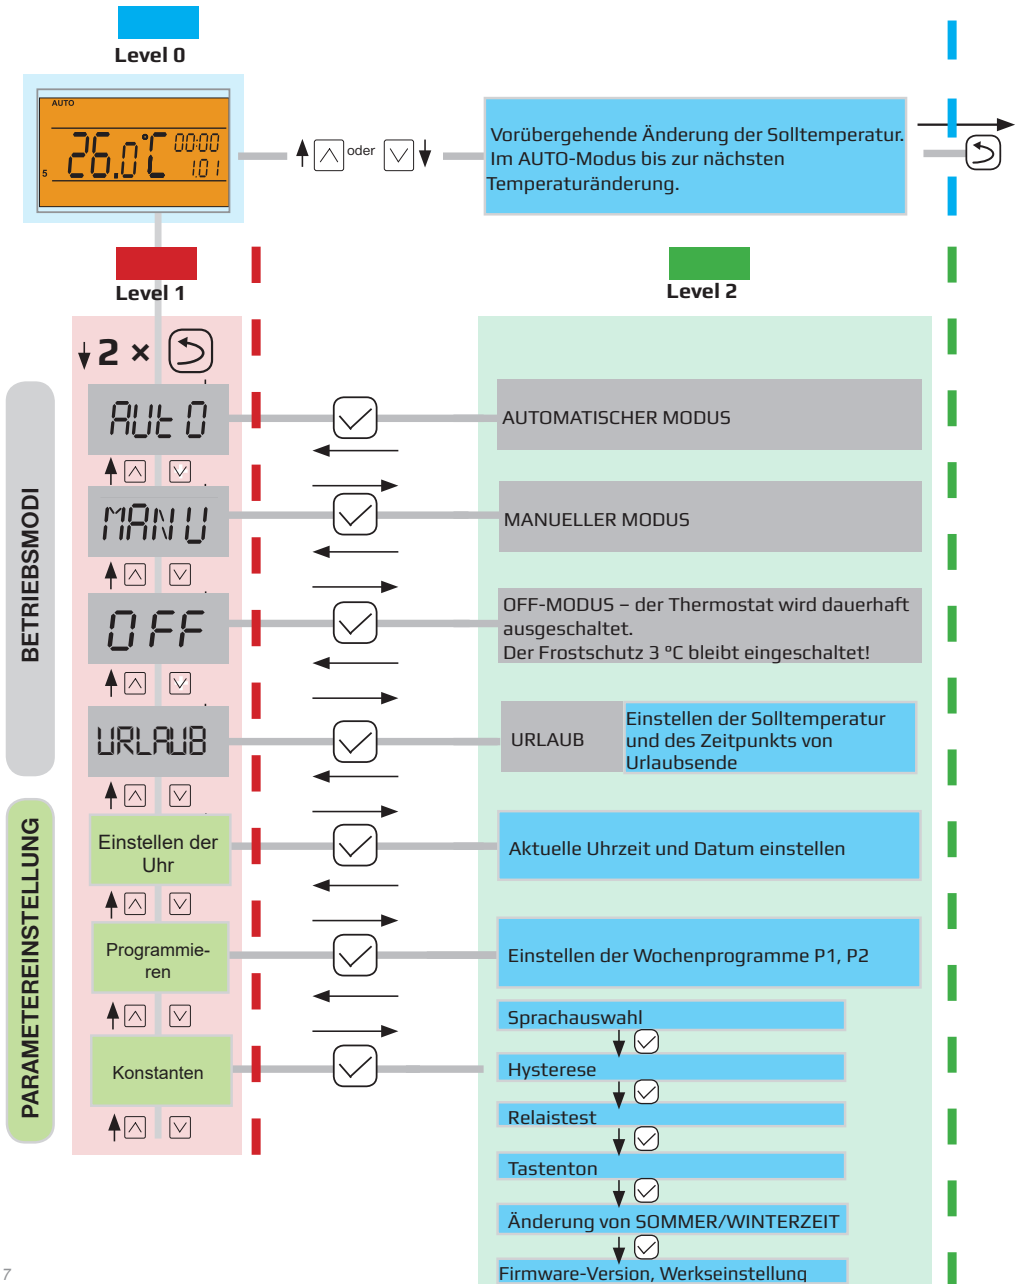 Level 0
AUTO
26.0℃
00:00
1.01
5
oder
Vorübergehende Änderung der Solltemperatur.
Im AUTO-Modus bis zur nächsten
Temperaturänderung.
Level 1
Level 2
2 ×
BETRIEBSMODI
AUtO
AUTOMATISCHER MODUS
MANU
MANUELLER MODUS
OFF
OFF-MODUS – der Thermostat wird dauerhaft
ausgeschaltet.
Der Frostschutz 3 ºC bleibt eingeschaltet!
URLAUB
URLAUB
Einstellen der Solltemperatur
und des Zeitpunkts von
Urlaubsende
PARAMETEREINSTELLUNG
Einstellen der
Uhr
Aktuelle Uhrzeit und Datum einstellen
Programmie-
ren
Einstellen der Wochenprogramme P1, P2
Konstanten
Sprachauswahl
Hysterese
Relaistest
Tastenton
Änderung von SOMMER/WINTERZEIT
Firmware-Version, Werkseinstellung
7